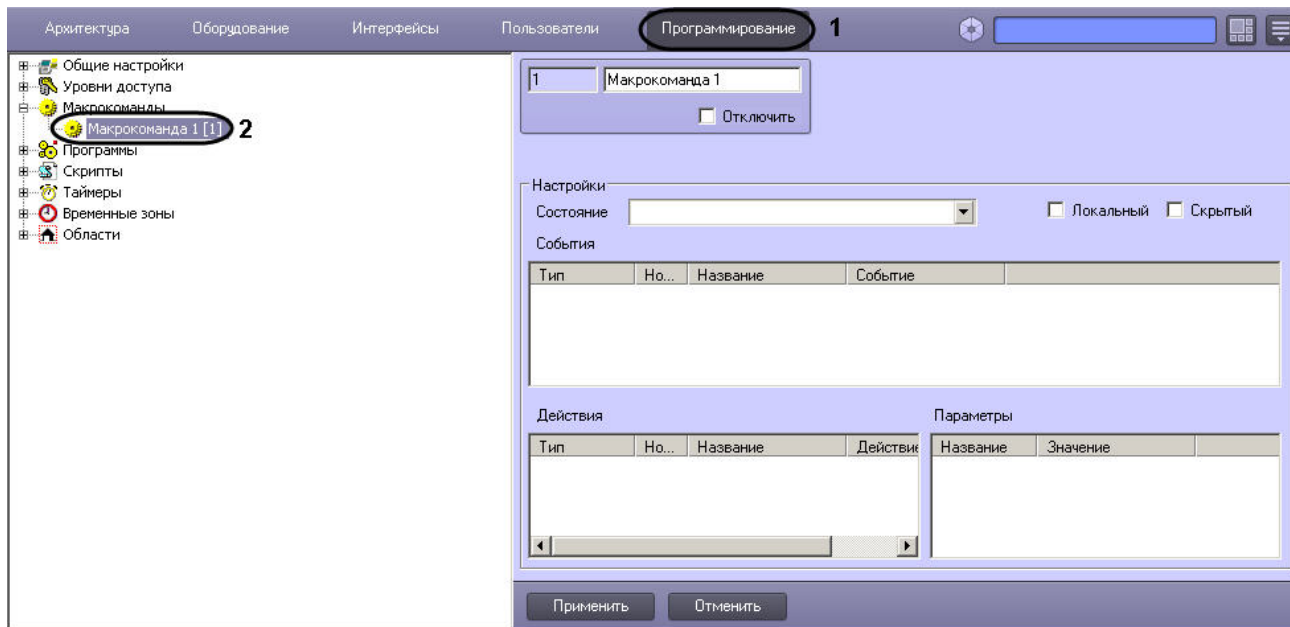 Архитектура Оборудование Интерфейсы Пользователи Программирование 1
Общие настройки
Уровни доступа
Макрокоманды
Макрокоманда 1 [1] 2
Программы
Скрипты
Таймеры
Временные зоны
Области
1 Макрокоманда 1
Отключить
Настройки
Состояние Локальный Скрытый
События
Тип Но... Название Событие
Действия Параметры
Тип Но... Название Действие Название Значение
Применить Отменить